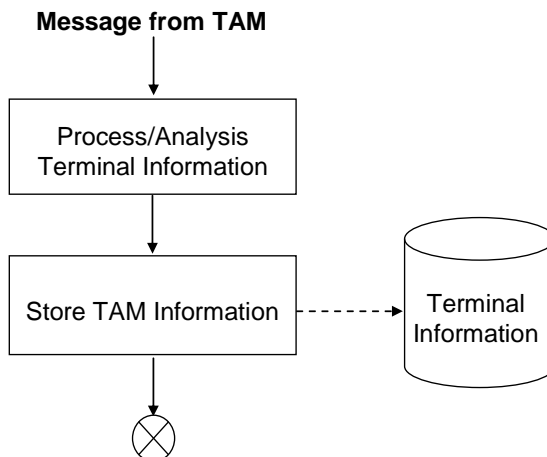 Message from TAM
Process/Analysis
Terminal Information
Store TAM Information
Terminal
Information